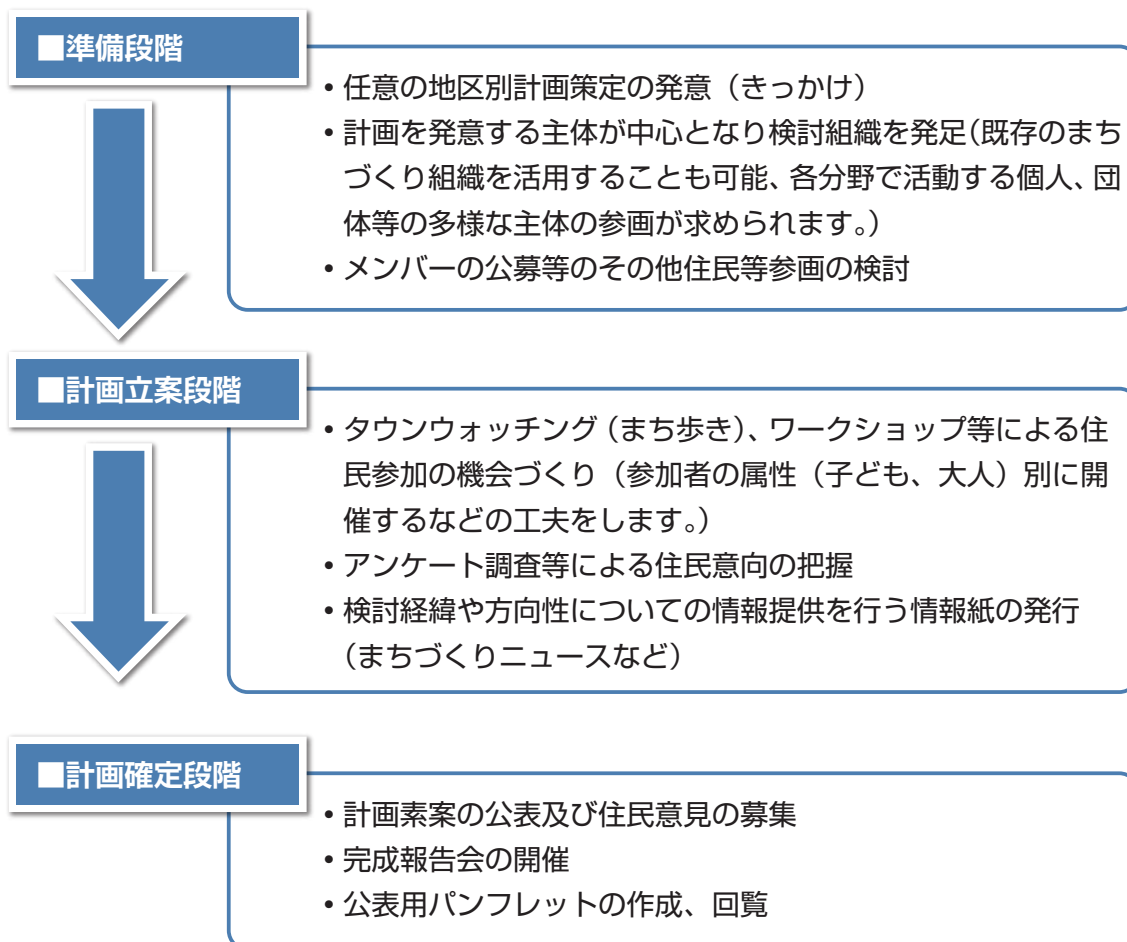 ■準備段階
•任意の地区別計画策定の発意（きっかけ）
•計画を発意する主体が中心となり検討組織を発足（既存のまち
づくり組織を活用することも可能、各分野で活動する個人、団
体等の多様な主体の参画が求められます。）
•メンバーの公募等のその他住民等参画の検討
■計画立案段階
•タウンウォッチング（まち歩き）、ワークショップ等による住
民参加の機会づくり（参加者の属性（子ども、大人）別に開
催するなどの工夫をします。）
•アンケート調査等による住民意向の把握
•検討経緯や方向性についての情報提供を行う情報紙の発行
（まちづくりニュースなど）
■計画確定段階
•計画素案の公表及び住民意見の募集
•完成報告会の開催
•公表用パンフレットの作成、回覧